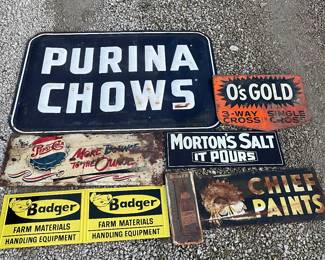 PURINA
CHOWS
O's GOLD
3-WAY SINGLE
CROSS CROSS
Pepsi-Cola
MORE BOUNCE
TO THE OUNCE
MORTON'S SALT
IT POURS
Badger
FARM MATERIALS
HANDLING EQUIPMENT
Badger
FARM MATERIALS
HANDLING EQUIPMENT
CHIEF
PAINTS